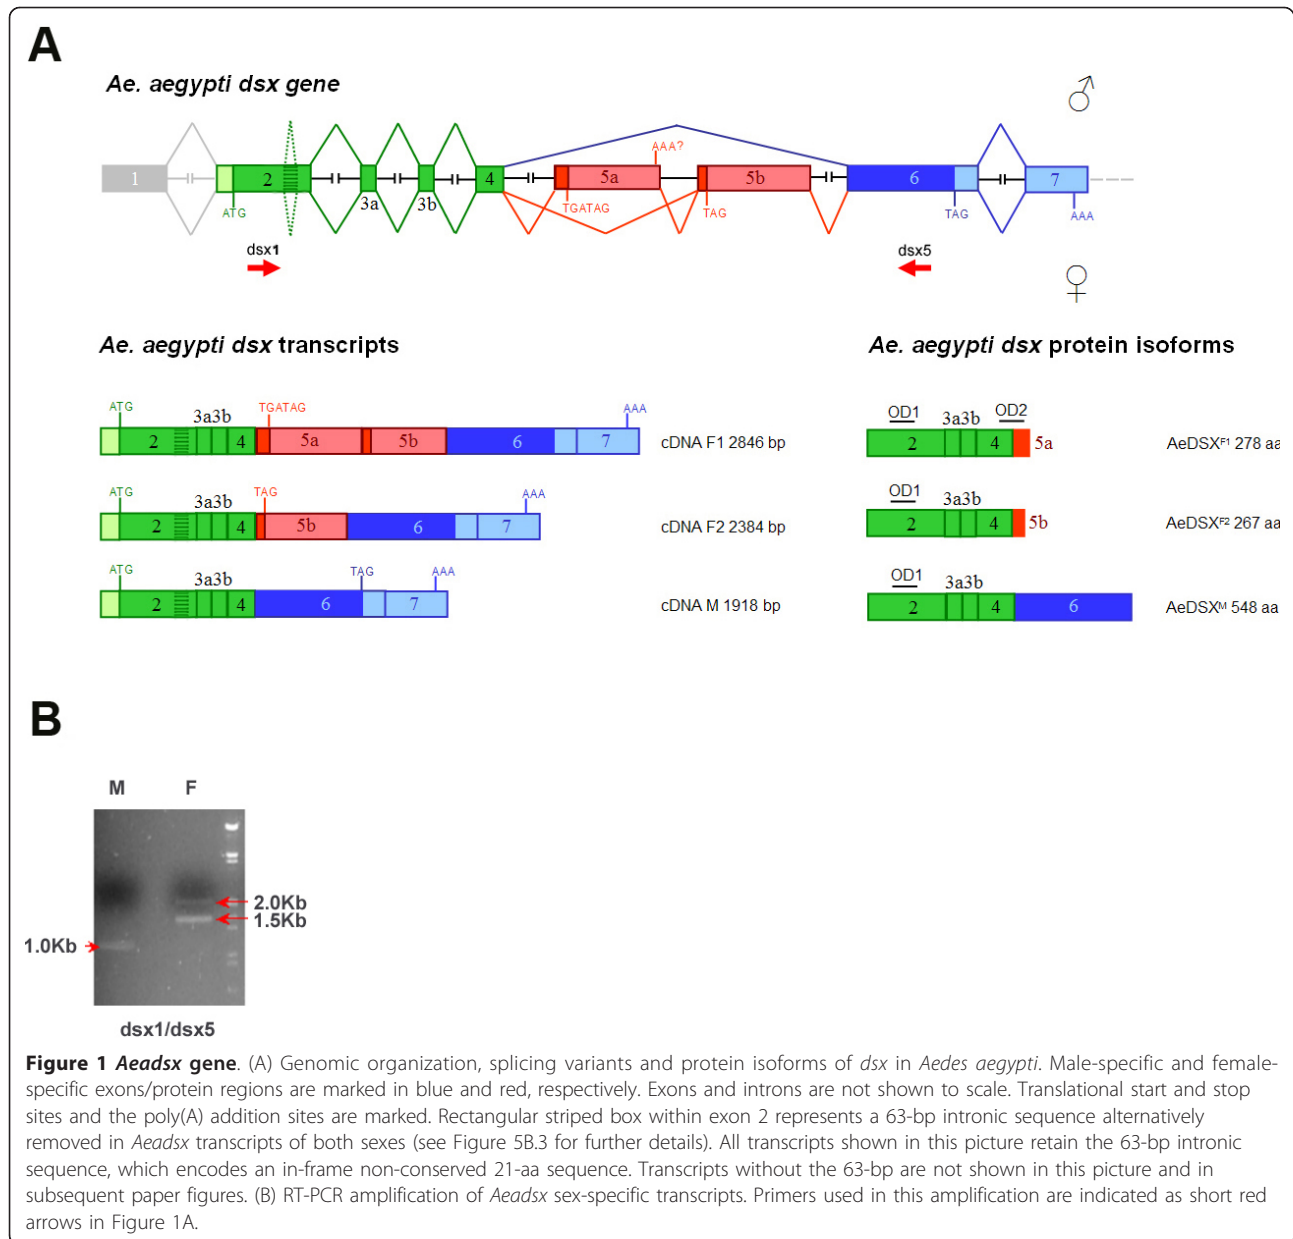 A
Ae. aegypti dsx gene
♂
AAA?
1
2
4
5a
5b
6
7
3a
3b
ATG
TGATAG
TAG
TAG
AAA
dsx1
dsx5
♀
Ae. aegypti dsx transcripts
Ae. aegypti dsx protein isoforms
ATG
3a3b
TGATAG
AAA
2
4
5a
5b
6
7
cDNA F1 2846 bp
OD1
3a3b
OD2
2
4
5a
AeDSXF1 278 aa
ATG
3a3b
TAG
AAA
2
4
5b
6
7
cDNA F2 2384 bp
OD1
3a3b
2
4
5b
AeDSXF2 267 aa
ATG
3a3b
TAG
AAA
2
4
6
7
cDNA M 1918 bp
OD1
3a3b
2
4
6
AeDSXM 548 aa
B
M F
2.0Kb
1.5Kb
1.0Kb
dsx1/dsx5
Figure 1 Aeadsx gene. (A) Genomic organization, splicing variants and protein isoforms of dsx in Aedes aegypti. Male-specific and female-
specific exons/protein regions are marked in blue and red, respectively. Exons and introns are not shown to scale. Translational start and stop
sites and the poly(A) addition sites are marked. Rectangular striped box within exon 2 represents a 63-bp intronic sequence alternatively
removed in Aeadsx transcripts of both sexes (see Figure 5B.3 for further details). All transcripts shown in this picture retain the 63-bp intronic
sequence, which encodes an in-frame non-conserved 21-aa sequence. Transcripts without the 63-bp are not shown in this picture and in
subsequent paper figures. (B) RT-PCR amplification of Aeadsx sex-specific transcripts. Primers used in this amplification are indicated as short red
arrows in Figure 1A.